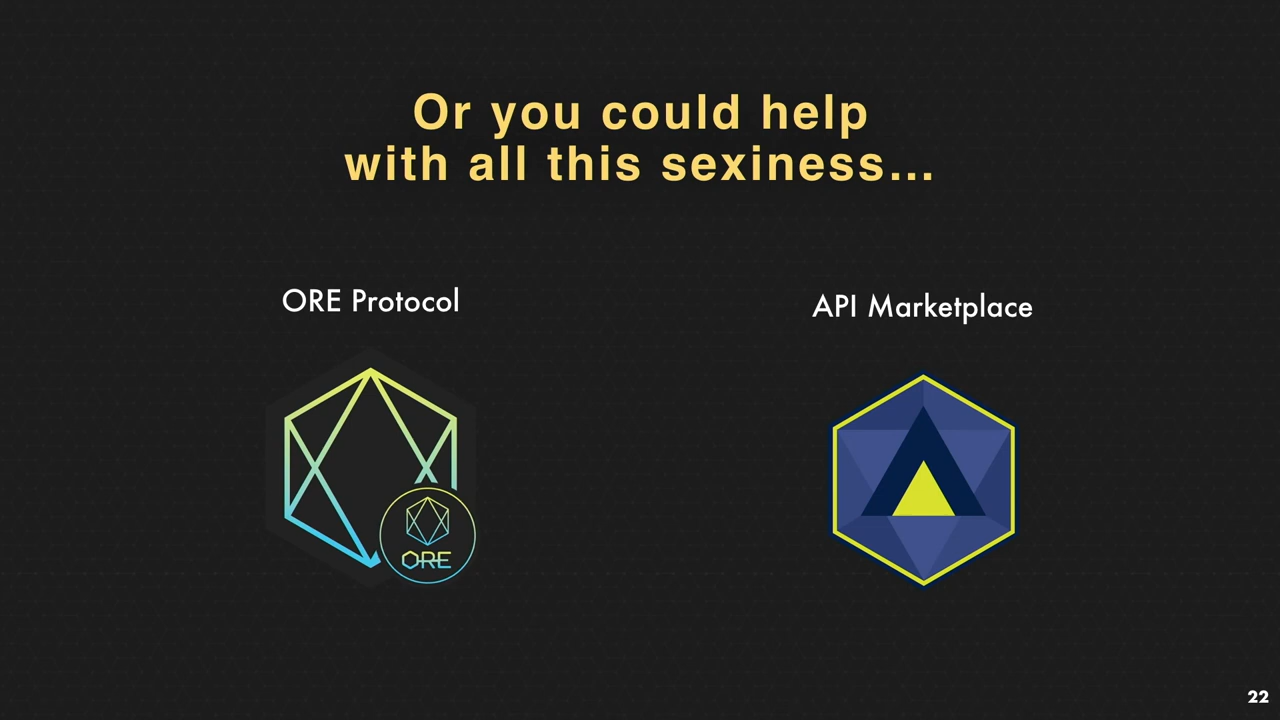 Or you could help
with all this sexiness...
ORE Protocol
API Marketplace
ORE
22